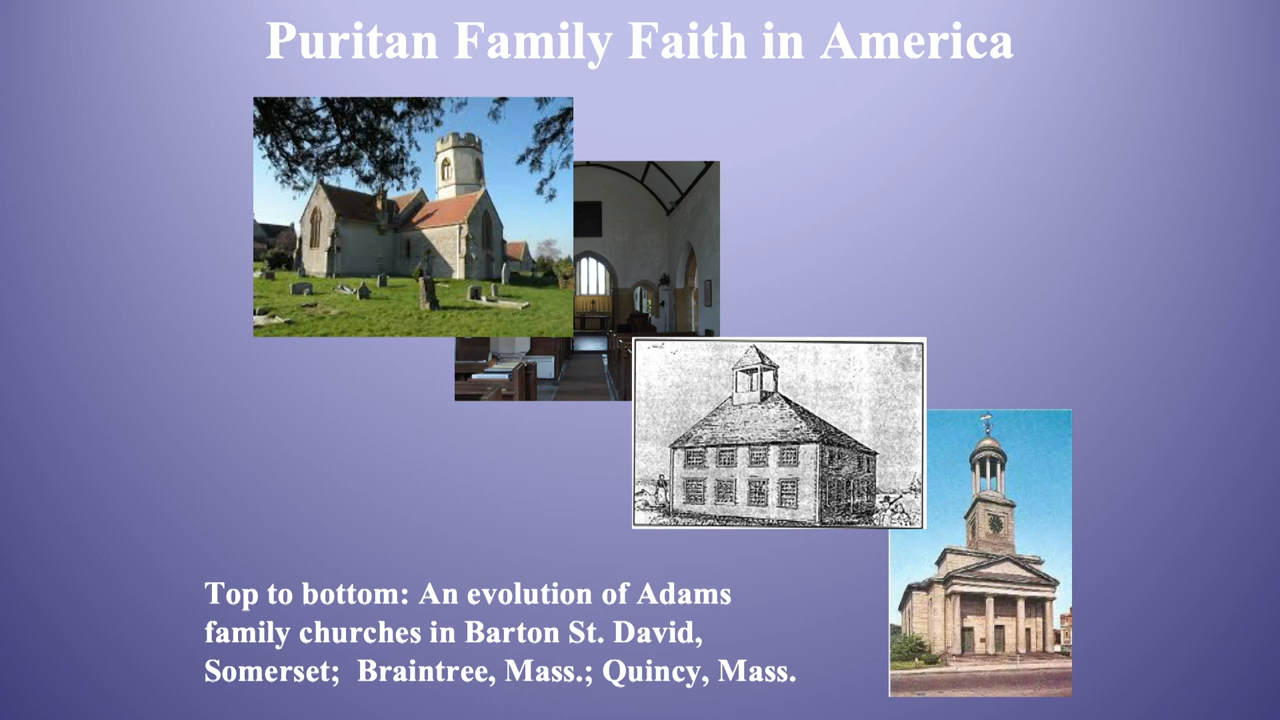 Puritan Family Faith in America
Top to bottom: An evolution of Adams
family churches in Barton St. David,
Somerset;  Braintree, Mass.; Quincy, Mass.